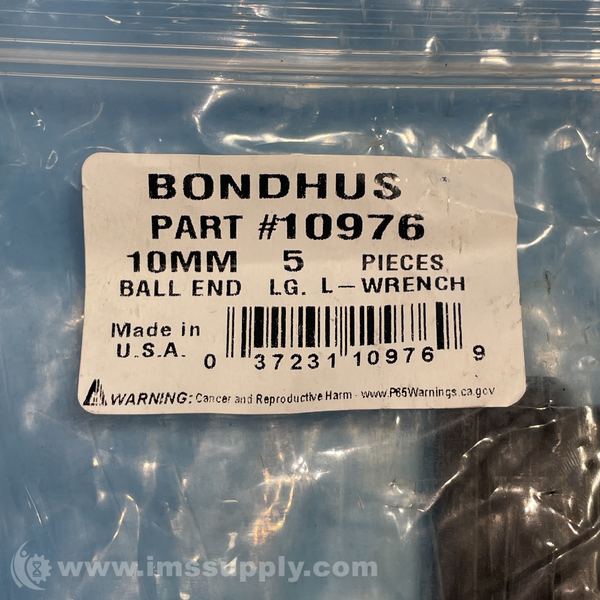 BONDHUS
PART #10976
10MM 5 PIECES
BALL END LG. L-WRENCH
Made in
U.S.A.
0 37231 10976 9
WARNING: Cancer and Reproductive Harm - www.P65Warnings.ca.gov
www.imssupply.com